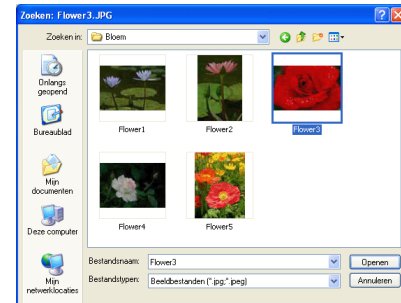 Zoeken: Flower3.JPG
Zoeken in:
Bloem
Onlangs
geopend
Bureaublad
Mijn
documenten
Deze computer
Mijn
netwerklocaties
Flower1
Flower2
Flower3
Flower4
Flower5
Bestandsnaam:
Flower3
Openen
Bestandstypen:
Beeldbestanden (*.jpg;*.jpeg)
Annuleren